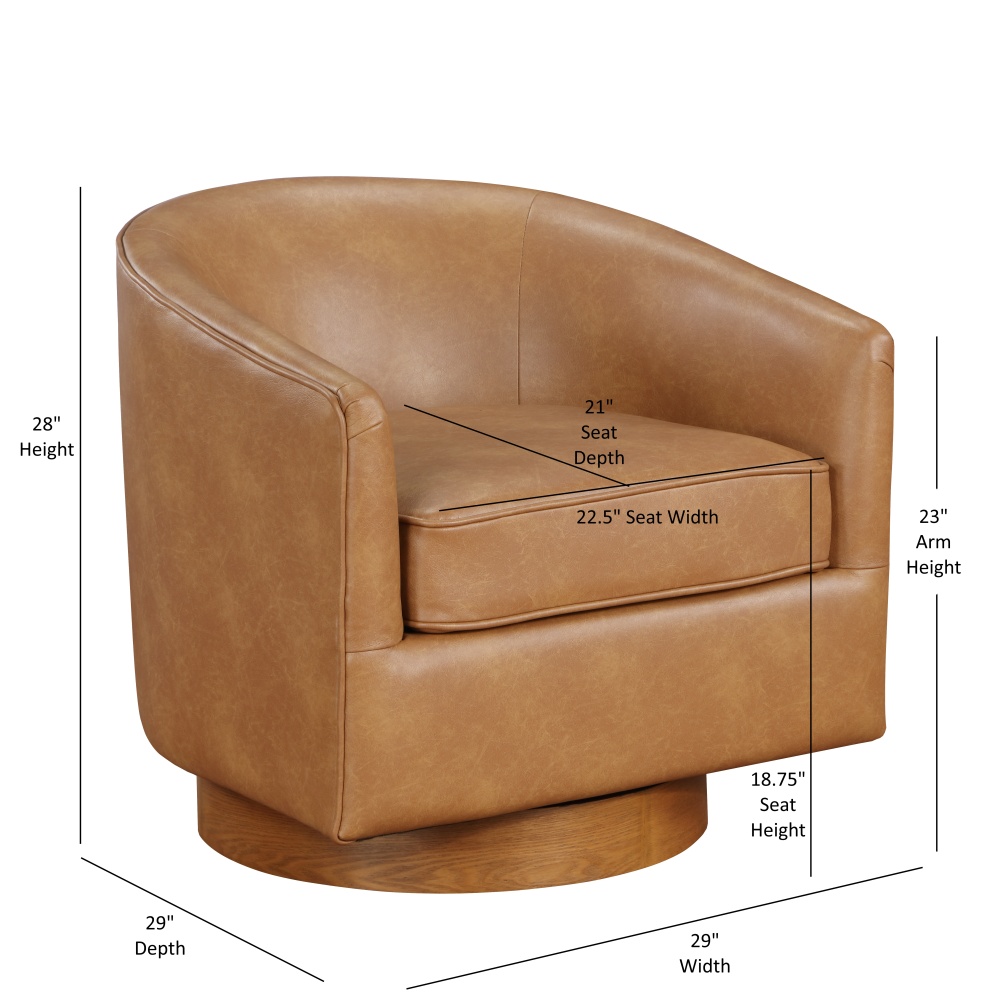 28"
Height
21"
Seat
Depth
22.5" Seat Width
23"
Arm
Height
18.75"
Seat
Height
29"
Depth
29"
Width